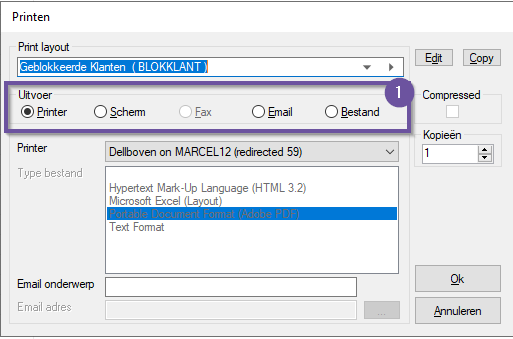 Printen
Print layout
Geblokkeerde Klanten ( BLOKKLANT )
Edit
Copy
Uitvoer
1
Printer
Scherm
Fax
Email
Bestand
Compressed
Kopieën
1
Printer
Dellboven on MARCEL12 (redirected 59)
Type bestand
Hypertext Mark-Up Language (HTML 3.2)
Microsoft Excel (Layout)
Portable Document Format (Adobe PDF)
Text Format
Email onderwerp
Email adres
...
Ok
Annuleren